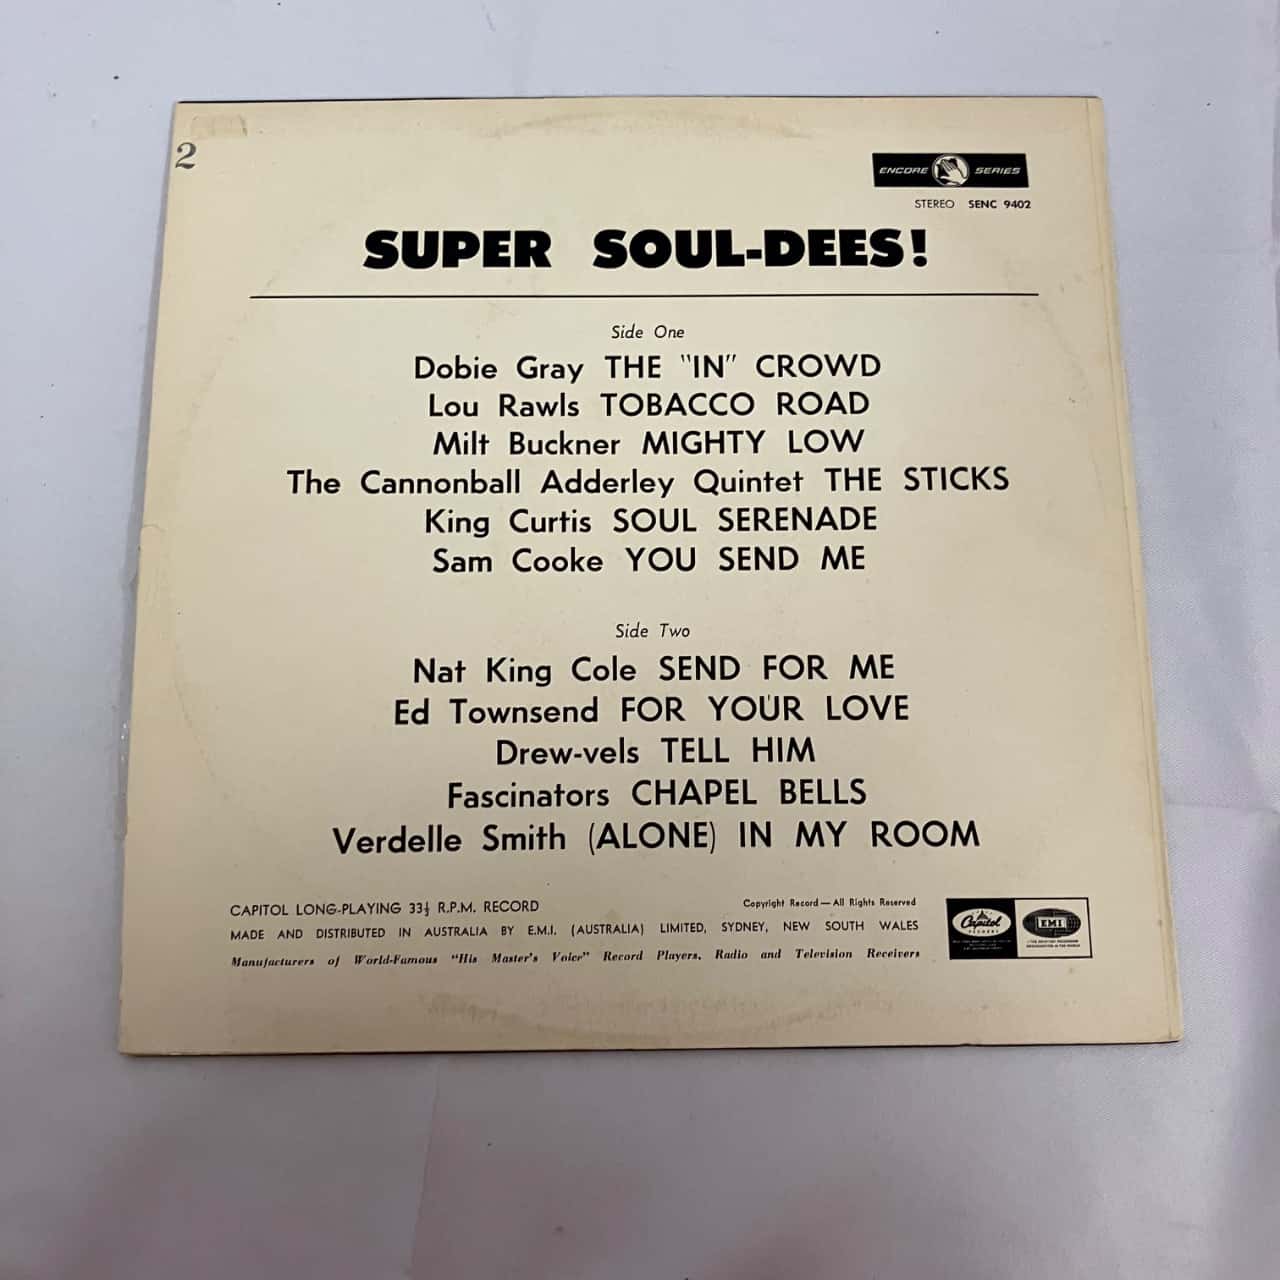 2
ENCORE SERIES
STEREO SENC 9402
SUPER SOUL-DEES!
Side One
Dobie Gray THE "IN" CROWD
Lou Rawls TOBACCO ROAD
Milt Buckner MIGHTY LOW
The Cannonball Adderley Quintet THE STICKS
King Curtis SOUL SERENADE
Sam Cooke YOU SEND ME
Side Two
Nat King Cole SEND FOR ME
Ed Townsend FOR YOUR LOVE
Drew-vels TELL HIM
Fascinators CHAPEL BELLS
Verdelle Smith (ALONE) IN MY ROOM
CAPITOL LONG-PLAYING 33⅓ R.P.M. RECORD
Copyright Record—All Rights Reserved
MADE AND DISTRIBUTED IN AUSTRALIA BY E.M.I. (AUSTRALIA) LIMITED, SYDNEY, NEW SOUTH WALES
Manufacturers of World-Famous "His Master's Voice" Record Players, Radio and Television Receivers
Capitol
RECORDS
EMI